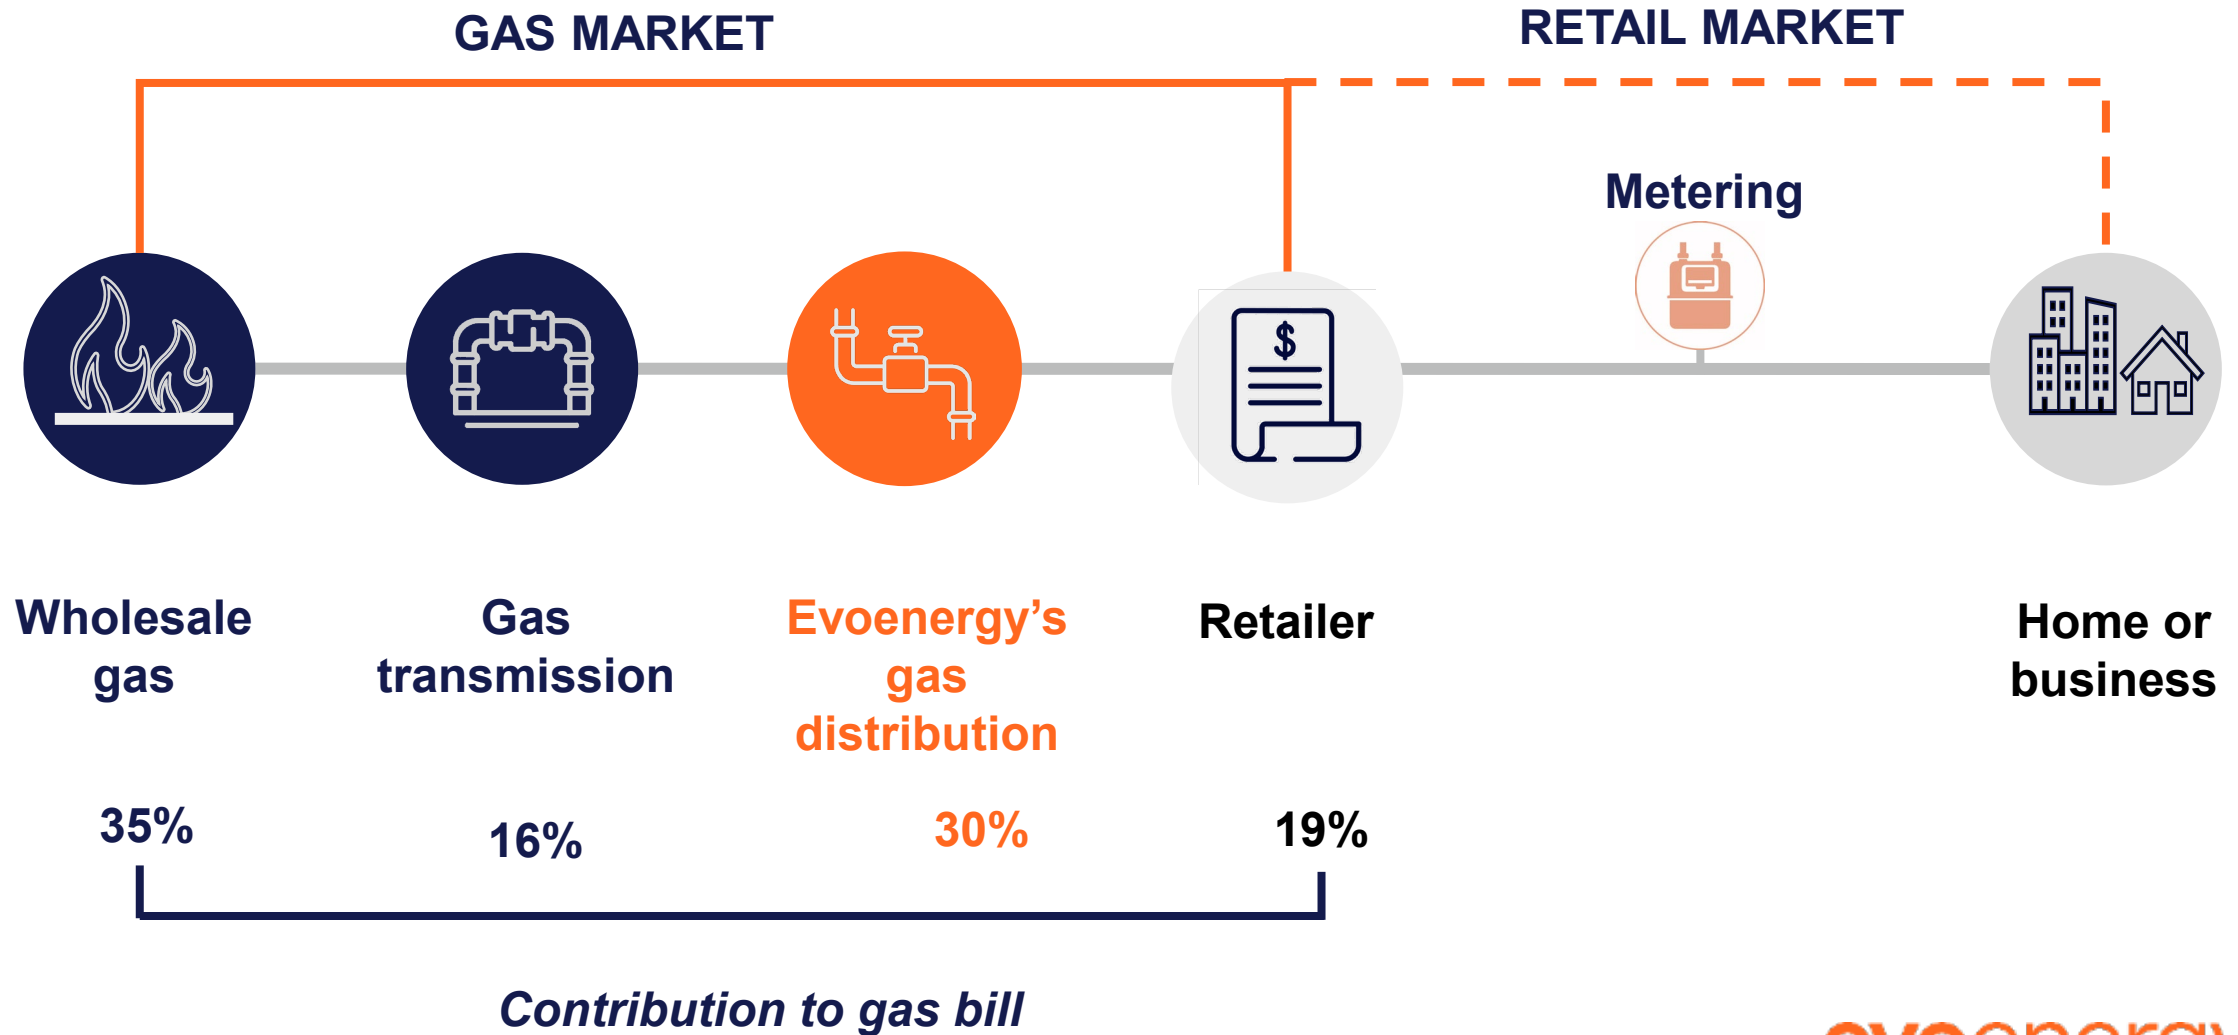 GAS MARKET
RETAIL MARKET
Metering
$
Wholesale
gas
Gas
transmission
Evoenergy’s
gas
distribution
Retailer
Home or
business
35%
16%
30%
19%
Contribution to gas bill
evoenergy